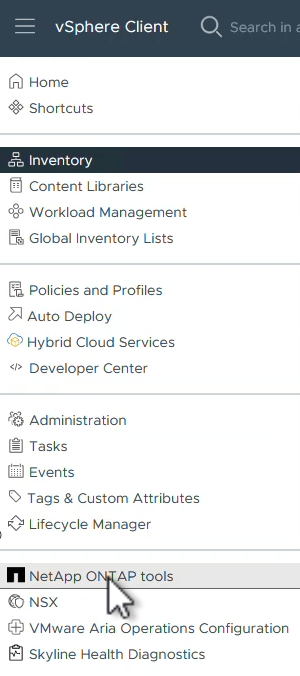 vSphere Client
Search in a
Home
Shortcuts
Inventory
Content Libraries
Workload Management
Global Inventory Lists
Policies and Profiles
Auto Deploy
Hybrid Cloud Services
Developer Center
Administration
Tasks
Events
Tags & Custom Attributes
Lifecycle Manager
NetApp ONTAP tools
NSX
VMware Aria Operations Configuration
Skyline Health Diagnostics